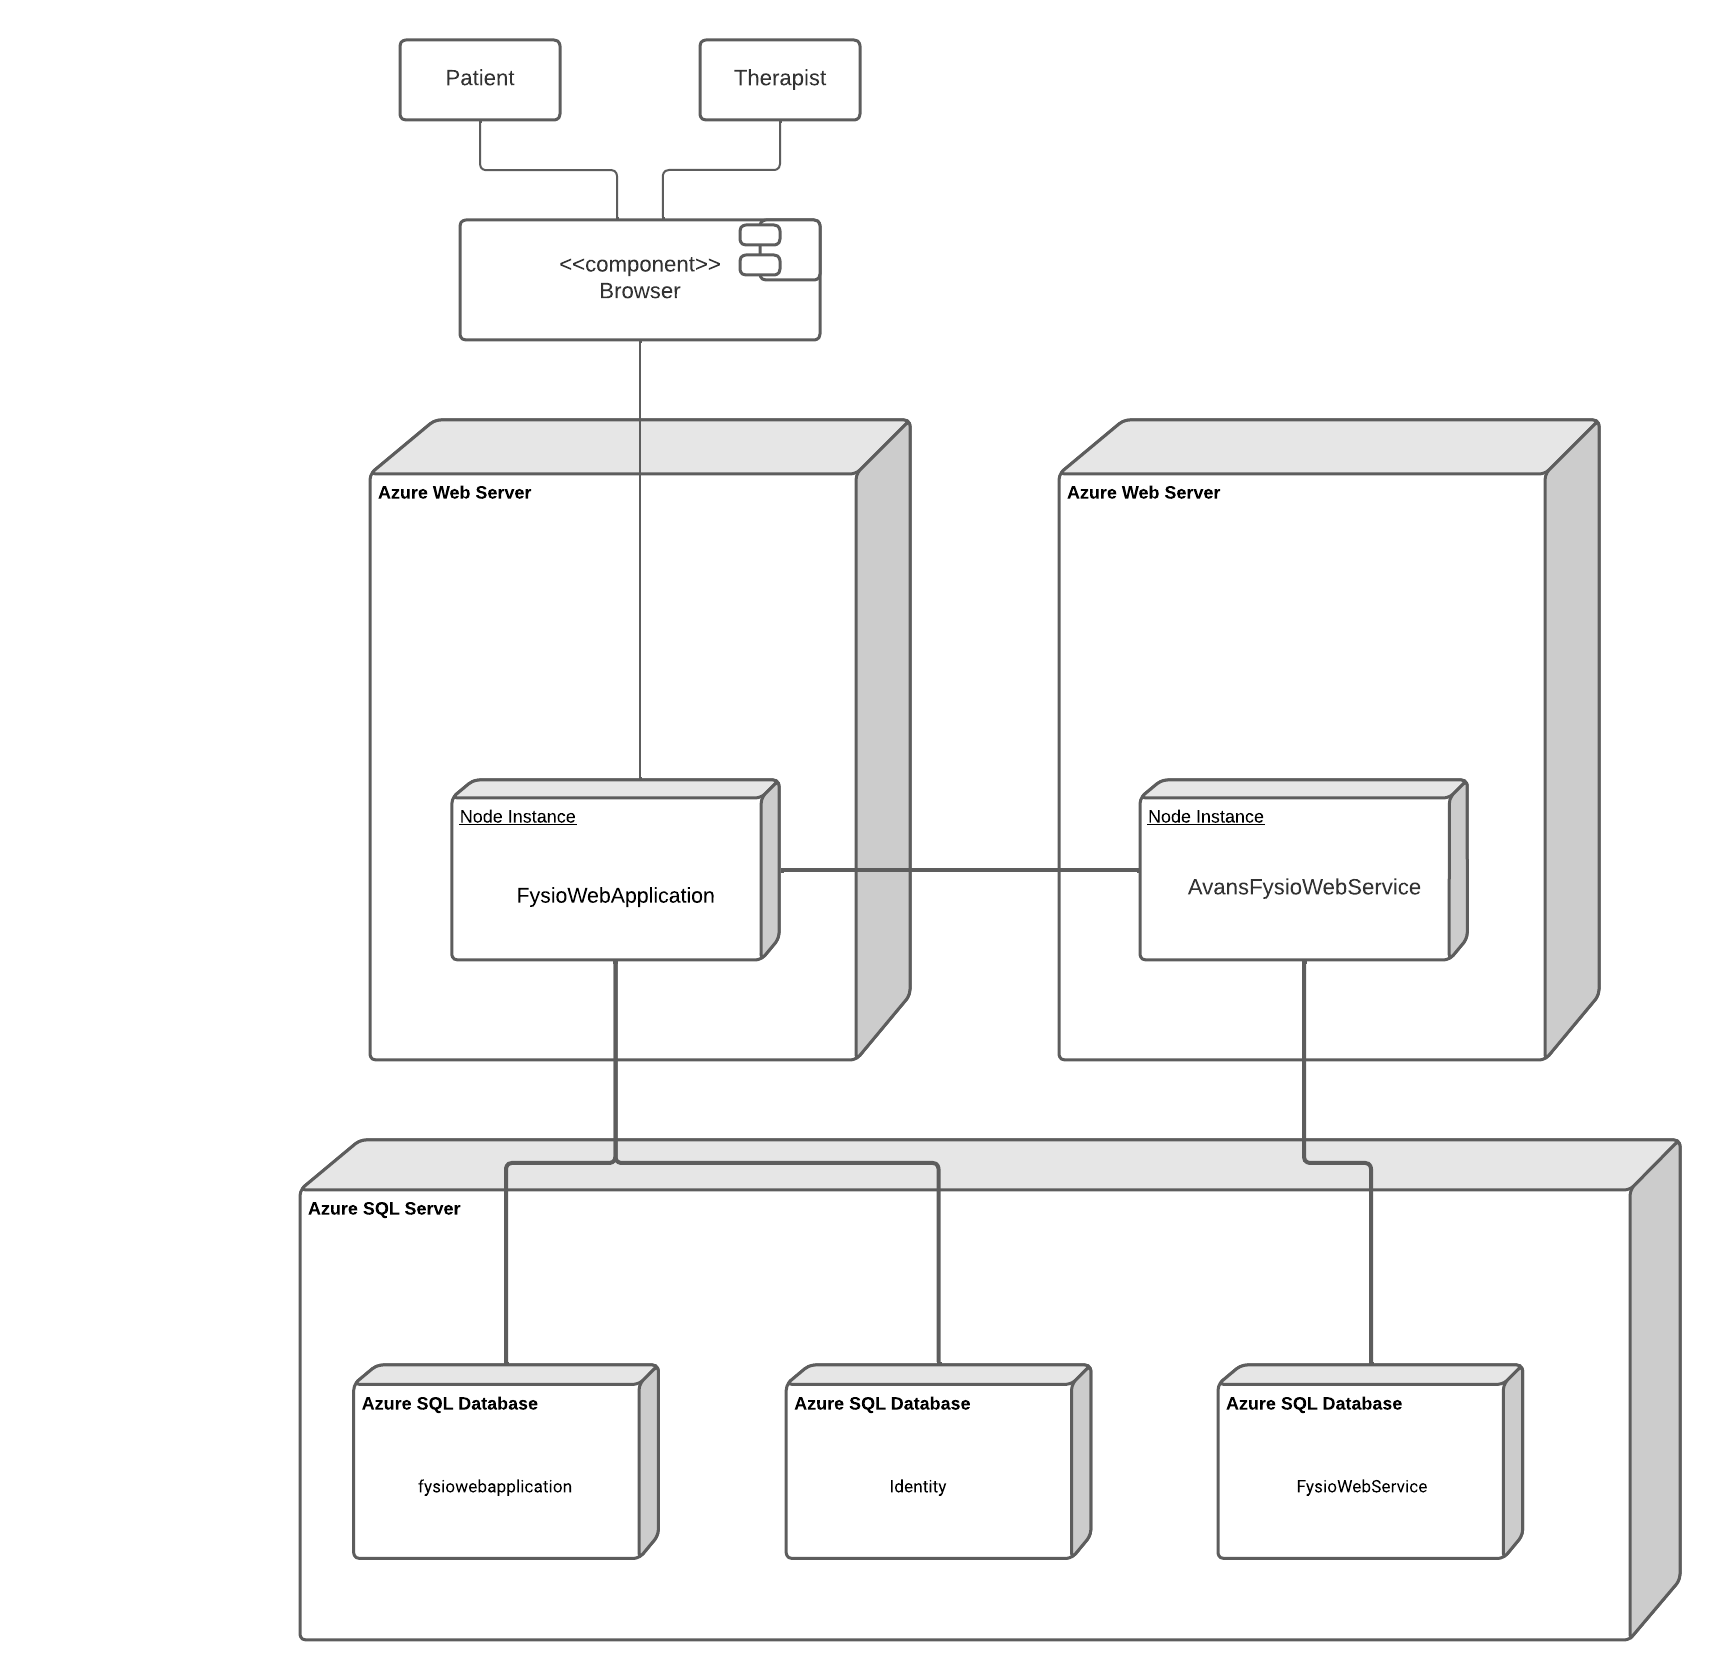 Patient
Therapist
<<component>>
Browser
Azure Web Server
Azure Web Server
Node Instance
FysioWebApplication
Node Instance
AvansFysioWebService
Azure SQL Server
Azure SQL Database
fysiowebapplication
Azure SQL Database
Identity
Azure SQL Database
FysioWebService